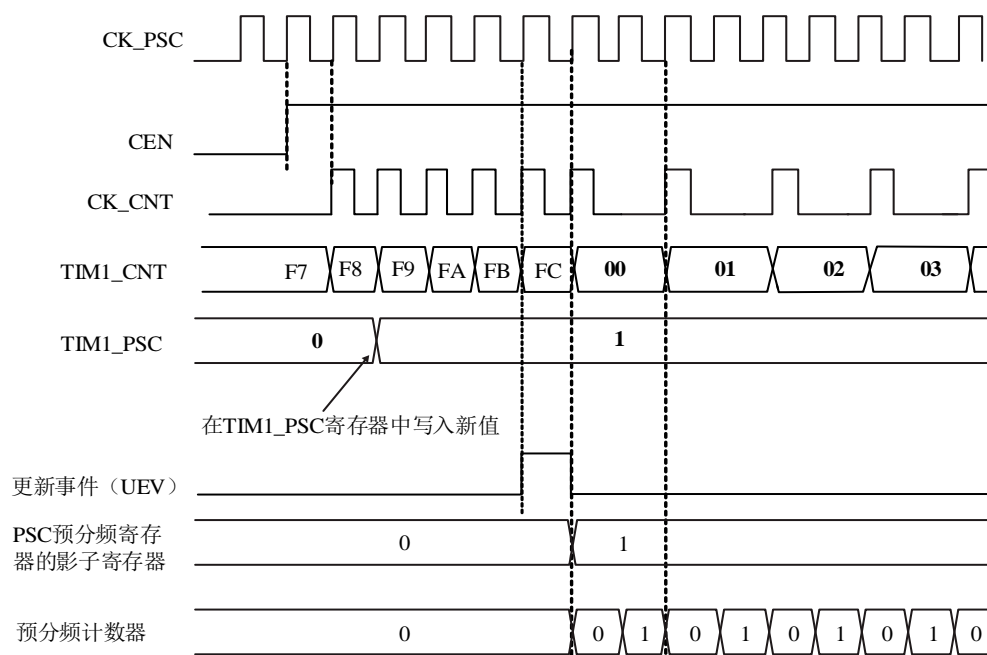 CK_PSC
CEN
CK_CNT
TIM1_CNT F7 F8 F9 FA FB FC 00 01 02 03
TIM1_PSC 0 1
在TIM1_PSC寄存器中写入新值
更新事件（UEV）
PSC预分频寄存
器的影子寄存器 0 1
预分频计数器 0 0 1 0 1 0 1 0 1 0